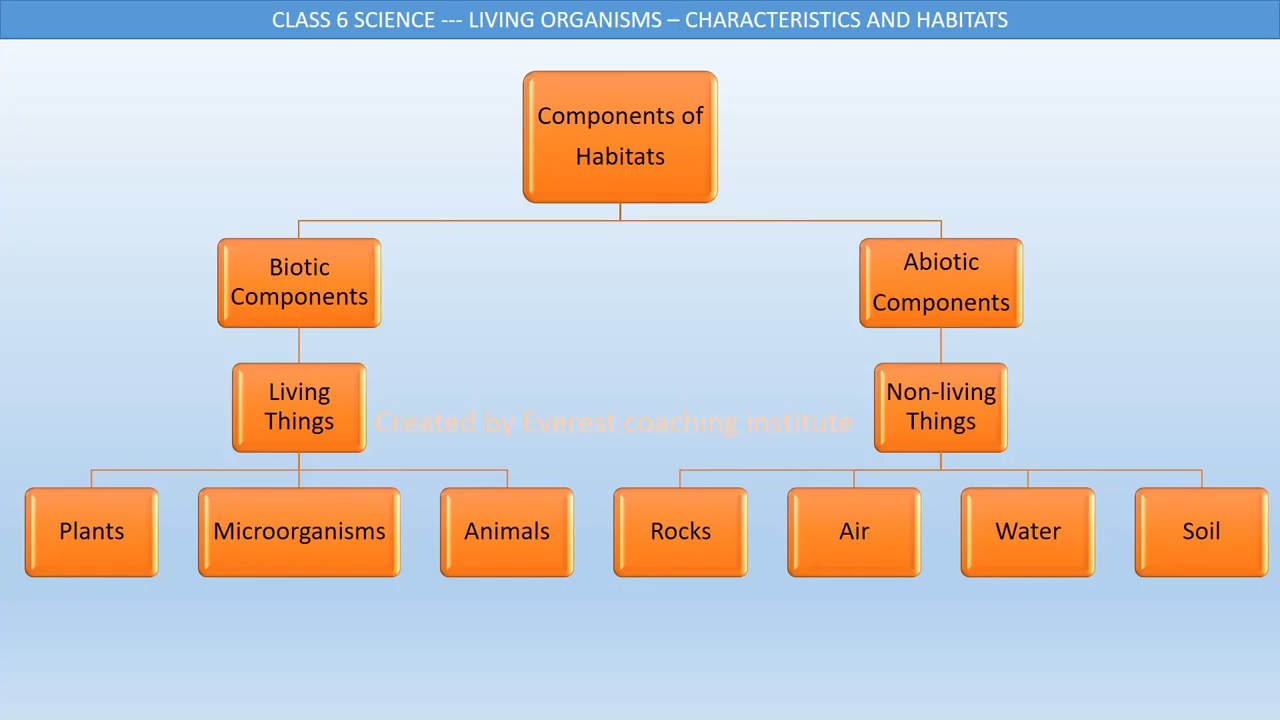 CLASS 6 SCIENCE --- LIVING ORGANISMS – CHARACTERISTICS AND HABITATS
Components of
Habitats
Biotic
Components
Abiotic
Components
Living
Things
Non-living
Things
Created by Everest coaching institute
Plants
Microorganisms
Animals
Rocks
Air
Water
Soil